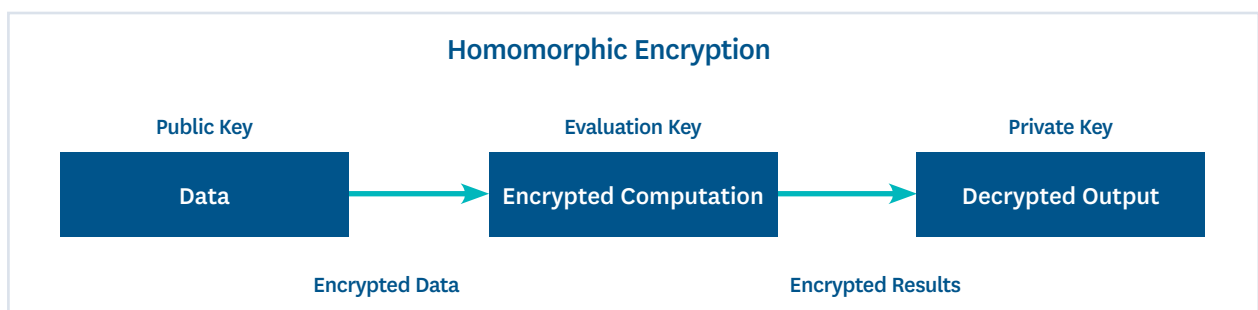 Homomorphic Encryption
Public Key
Evaluation Key
Private Key
Data
Encrypted Computation
Decrypted Output
Encrypted Data
Encrypted Results